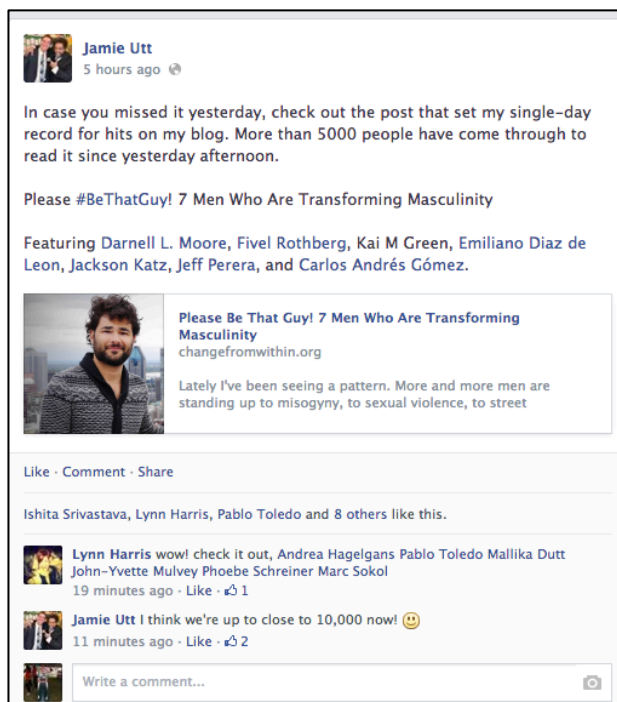 Jamie Utt
5 hours ago
In case you missed it yesterday, check out the post that set my single-day
record for hits on my blog. More than 5000 people have come through to
read it since yesterday afternoon.
Please #BeThatGuy! 7 Men Who Are Transforming Masculinity
Featuring Darnell L. Moore, Fivel Rothberg, Kai M Green, Emiliano Diaz de
Leon, Jackson Katz, Jeff Perera, and Carlos Andrés Gómez.
Please Be That Guy! 7 Men Who Are Transforming
Masculinity
changefromwithin.org
Lately I've been seeing a pattern. More and more men are
standing up to misogyny, to sexual violence, to street
Like · Comment · Share
Ishita Srivastava, Lynn Harris, Pablo Toledo and 8 others like this.
Lynn Harris wow! check it out, Andrea Hagelgans Pablo Toledo Mallika Dutt
John-Yvette Mulvey Phoebe Schreiner Marc Sokol
19 minutes ago · Like · 1
Jamie Utt I think we're up to close to 10,000 now!
11 minutes ago · Like · 2
Write a comment...